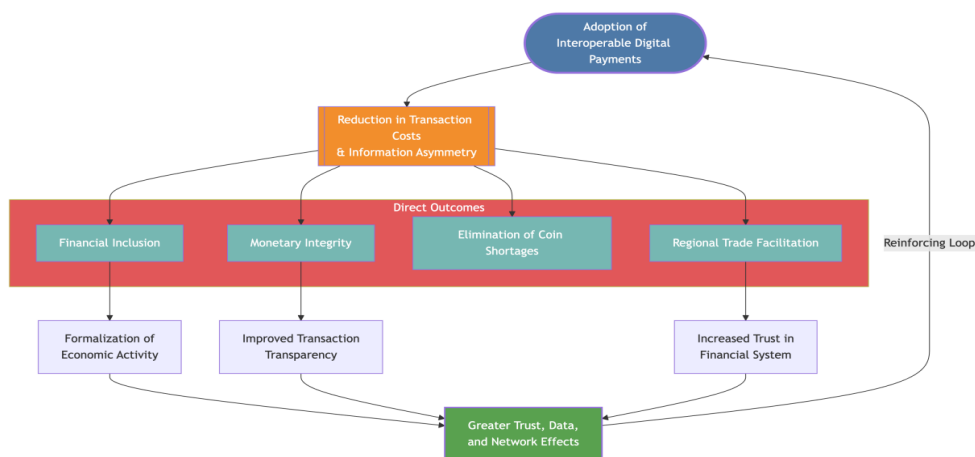 Adoption of
Interoperable Digital
Payments
Reduction in Transaction
Costs
& Information Asymmetry
Direct Outcomes
Financial Inclusion
Monetary Integrity
Elimination of Coin
Shortages
Regional Trade Facilitation
Reinforcing Loop
Formalization of
Economic Activity
Improved Transaction
Transparency
Increased Trust in
Financial System
Greater Trust, Data,
and Network Effects